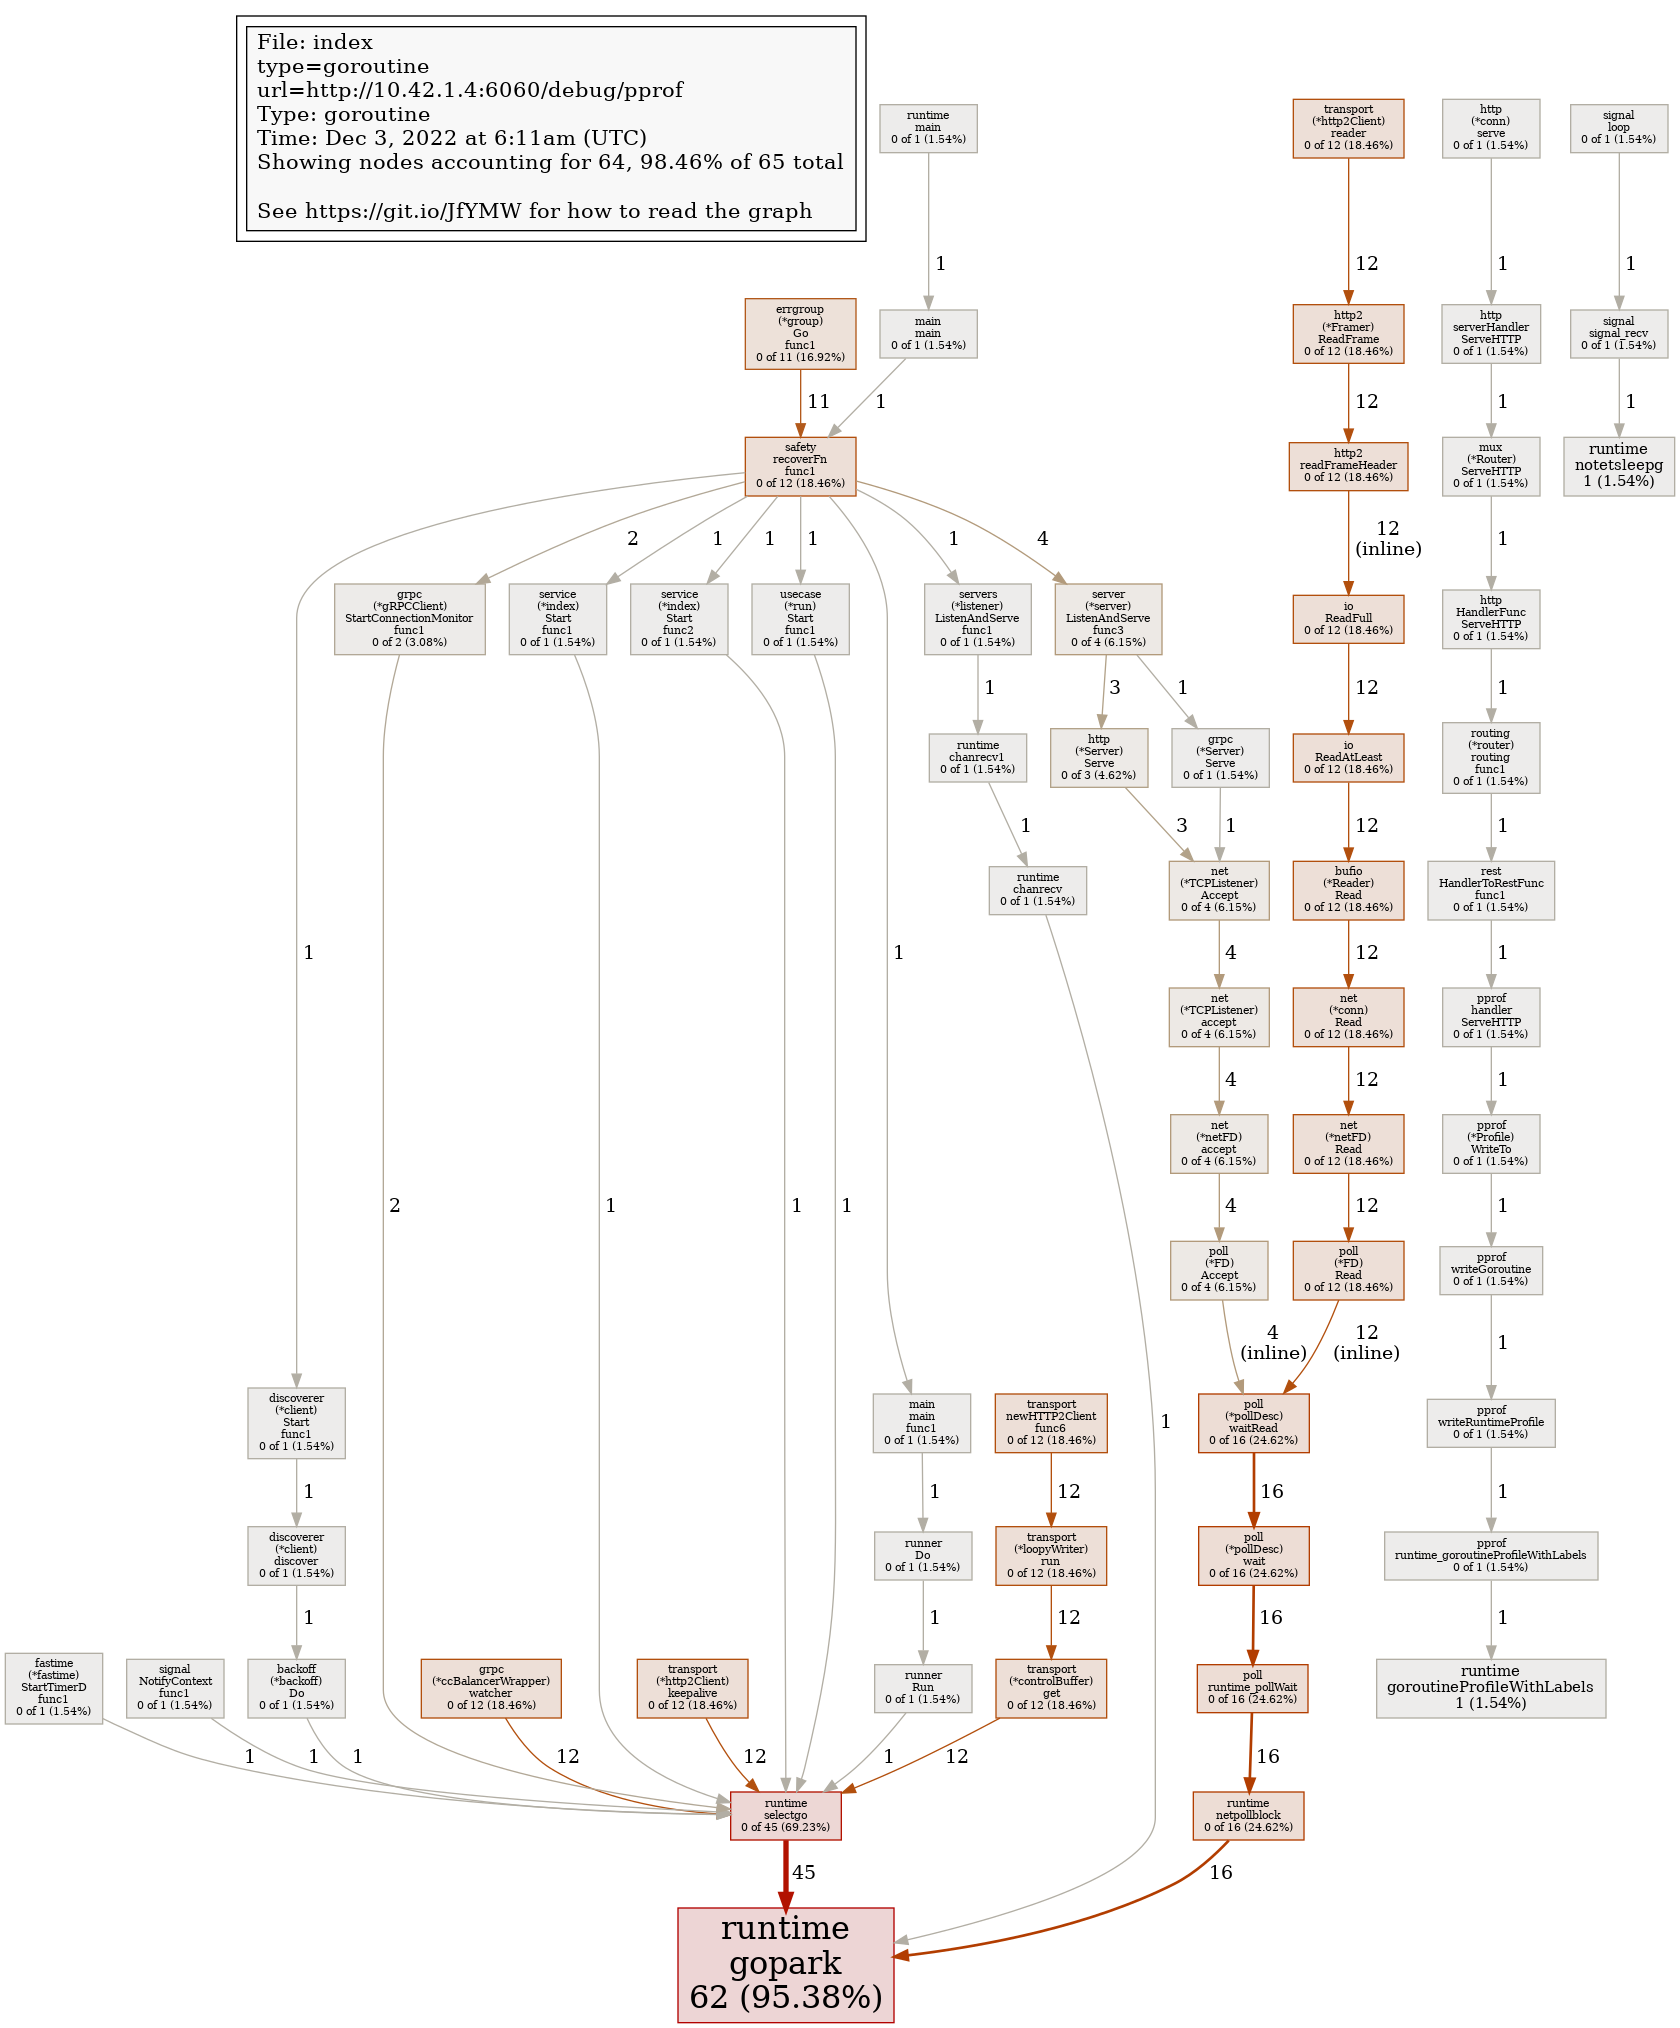 File: index
type=goroutine
url=http://10.42.1.4:6060/debug/pprof
Type: goroutine
Time: Dec 3, 2022 at 6:11am (UTC)
Showing nodes accounting for 64, 98.46% of 65 total
See https://git.io/JfYMW for how to read the graph
runtime
main
0 of 1 (1.54%)
transport
(*http2Client)
reader
0 of 12 (18.46%)
http
(*conn)
serve
0 of 1 (1.54%)
signal
loop
0 of 1 (1.54%)
1
12
1
1
errgroup
(*group)
Go
func1
0 of 11 (16.92%)
main
main
0 of 1 (1.54%)
http2
(*Framer)
ReadFrame
0 of 12 (18.46%)
http
serverHandler
ServeHTTP
0 of 1 (1.54%)
signal
signal_recv
0 of 1 (1.54%)
11
1
12
1
1
safety
recoverFn
func1
0 of 12 (18.46%)
http2
readFrameHeader
0 of 12 (18.46%)
mux
(*Router)
ServeHTTP
0 of 1 (1.54%)
runtime
notetsleepg
1 (1.54%)
2
1
1
1
1
4
12
(inline)
1
grpc
(*gRPCClient)
StartConnectionMonitor
func1
0 of 2 (3.08%)
service
(*index)
Start
func1
0 of 1 (1.54%)
service
(*index)
Start
func2
0 of 1 (1.54%)
usecase
(*run)
Start
func1
0 of 1 (1.54%)
servers
(*listener)
ListenAndServe
func1
0 of 1 (1.54%)
server
(*server)
ListenAndServe
func3
0 of 4 (6.15%)
io
ReadFull
0 of 12 (18.46%)
http
HandlerFunc
ServeHTTP
0 of 1 (1.54%)
1
3
1
12
1
runtime
chanrecv1
0 of 1 (1.54%)
http
(*Server)
Serve
0 of 3 (4.62%)
grpc
(*Server)
Serve
0 of 1 (1.54%)
io
ReadAtLeast
0 of 12 (18.46%)
routing
(*router)
routing
func1
0 of 1 (1.54%)
1
3
1
12
1
runtime
chanrecv
0 of 1 (1.54%)
net
(*TCPListener)
Accept
0 of 4 (6.15%)
bufio
(*Reader)
Read
0 of 12 (18.46%)
rest
HandlerToRestFunc
func1
0 of 1 (1.54%)
1
1
4
12
1
net
(*TCPListener)
accept
0 of 4 (6.15%)
net
(*conn)
Read
0 of 12 (18.46%)
pprof
handler
ServeHTTP
0 of 1 (1.54%)
4
12
1
net
(*netFD)
accept
0 of 4 (6.15%)
net
(*netFD)
Read
0 of 12 (18.46%)
pprof
(*Profile)
WriteTo
0 of 1 (1.54%)
2
1
1
1
4
12
1
poll
(*FD)
Accept
0 of 4 (6.15%)
poll
(*FD)
Read
0 of 12 (18.46%)
pprof
writeGoroutine
0 of 1 (1.54%)
4
(inline)
12
(inline)
1
discoverer
(*client)
Start
func1
0 of 1 (1.54%)
main
main
func1
0 of 1 (1.54%)
transport
newHTTP2Client
func6
0 of 12 (18.46%)
1
poll
(*pollDesc)
waitRead
0 of 16 (24.62%)
pprof
writeRuntimeProfile
0 of 1 (1.54%)
1
1
12
16
1
discoverer
(*client)
discover
0 of 1 (1.54%)
runner
Do
0 of 1 (1.54%)
transport
(*loopyWriter)
run
0 of 12 (18.46%)
poll
(*pollDesc)
wait
0 of 16 (24.62%)
pprof
runtime_goroutineProfileWithLabels
0 of 1 (1.54%)
1
1
12
16
1
fastime
(*fastime)
StartTimerD
func1
0 of 1 (1.54%)
signal
NotifyContext
func1
0 of 1 (1.54%)
backoff
(*backoff)
Do
0 of 1 (1.54%)
grpc
(*ccBalancerWrapper)
watcher
0 of 12 (18.46%)
transport
(*http2Client)
keepalive
0 of 12 (18.46%)
runner
Run
0 of 1 (1.54%)
transport
(*controlBuffer)
get
0 of 12 (18.46%)
poll
runtime_pollWait
0 of 16 (24.62%)
runtime
goroutineProfileWithLabels
1 (1.54%)
1
1
1
12
12
1
12
16
runtime
selectgo
0 of 45 (69.23%)
runtime
netpollblock
0 of 16 (24.62%)
45
16
runtime
gopark
62 (95.38%)